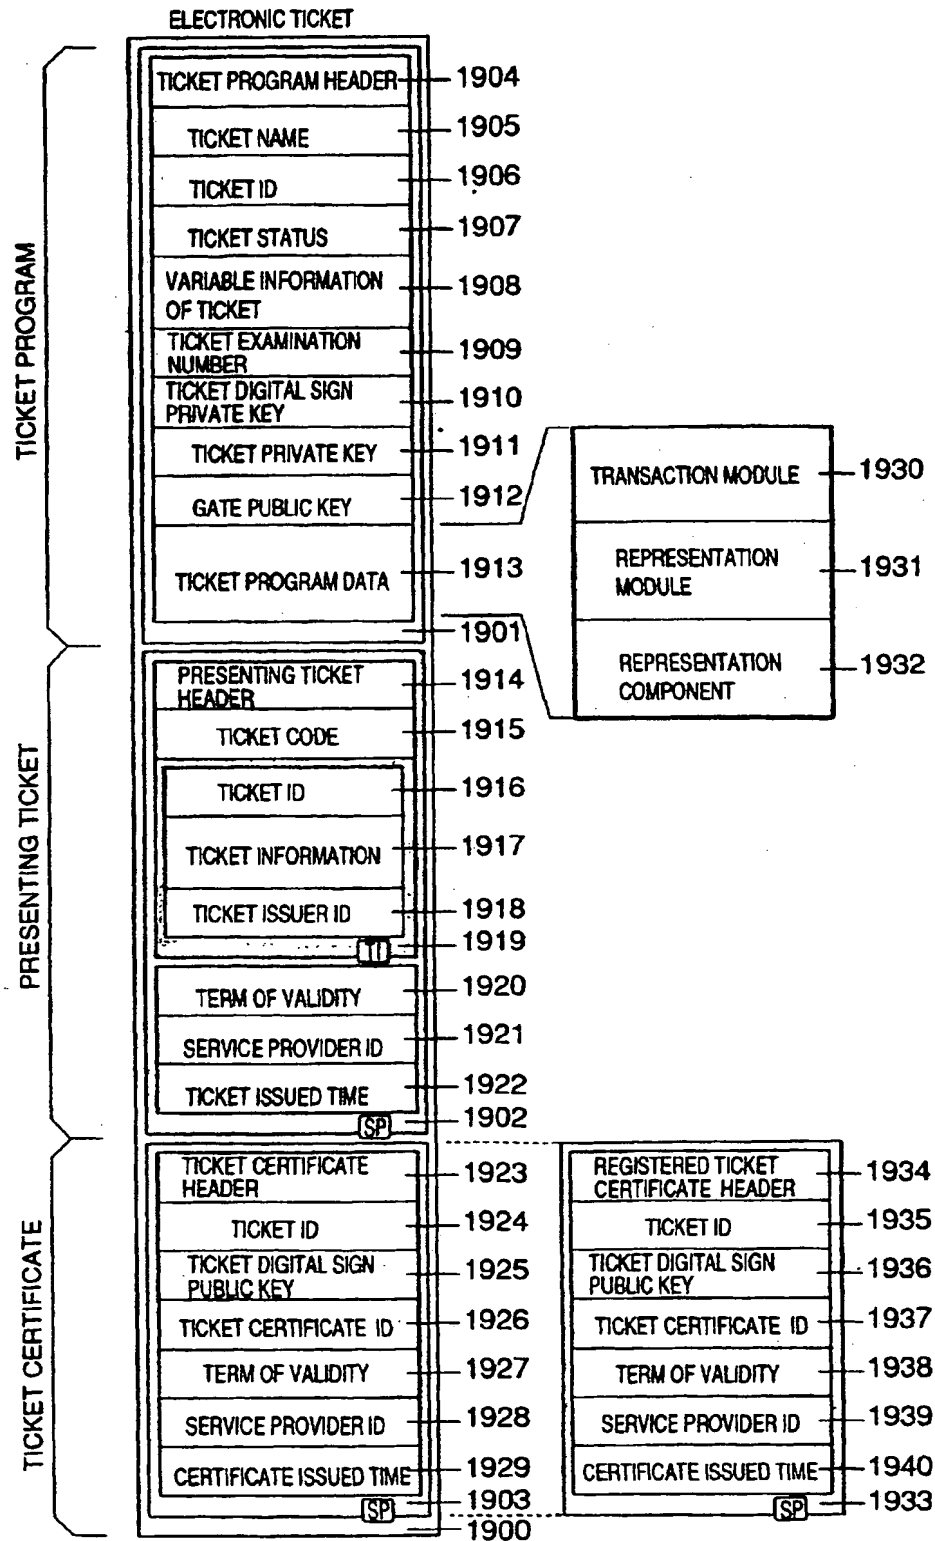 ELECTRONIC TICKET
TICKET PROGRAM
TICKET PROGRAM HEADER 1904
TICKET NAME 1905
TICKET ID 1906
TICKET STATUS 1907
VARIABLE INFORMATION
OF TICKET 1908
TICKET EXAMINATION
NUMBER 1909
TICKET DIGITAL SIGN
PRIVATE KEY 1910
TICKET PRIVATE KEY 1911
GATE PUBLIC KEY 1912
TICKET PROGRAM DATA 1913
1901
TRANSACTION MODULE 1930
REPRESENTATION
MODULE 1931
REPRESENTATION
COMPONENT 1932
PRESENTING TICKET
PRESENTING TICKET
HEADER 1914
TICKET CODE 1915
TICKET ID 1916
TICKET INFORMATION 1917
TICKET ISSUER ID 1918
TI 1919
TERM OF VALIDITY 1920
SERVICE PROVIDER ID 1921
TICKET ISSUED TIME 1922
SP 1902
TICKET CERTIFICATE
TICKET CERTIFICATE
HEADER 1923
TICKET ID 1924
TICKET DIGITAL SIGN
PUBLIC KEY 1925
TICKET CERTIFICATE ID 1926
TERM OF VALIDITY 1927
SERVICE PROVIDER ID 1928
CERTIFICATE ISSUED TIME 1929
SP 1903
1900
REGISTERED TICKET
CERTIFICATE HEADER 1934
TICKET ID 1935
TICKET DIGITAL SIGN
PUBLIC KEY 1936
TICKET CERTIFICATE ID 1937
TERM OF VALIDITY 1938
SERVICE PROVIDER ID 1939
CERTIFICATE ISSUED TIME 1940
SP 1933